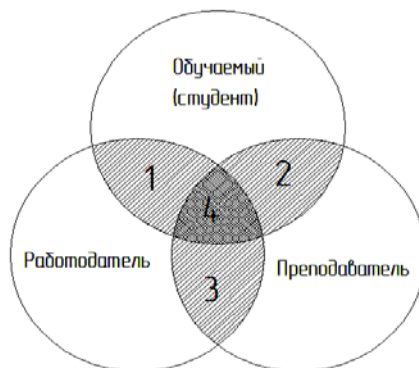 Обучаемый
(студент)
1
2
4
Работодатель
Преподаватель
3